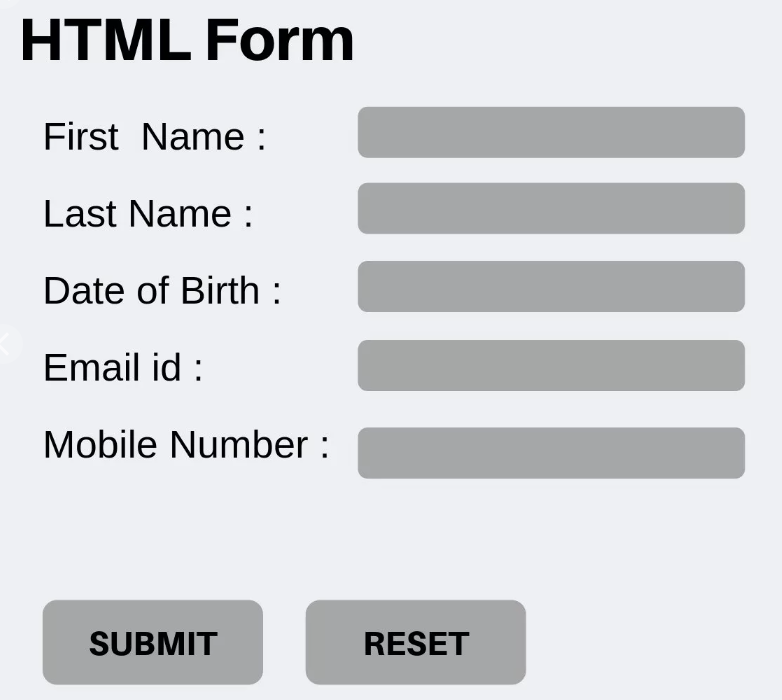 HTML Form
First  Name :
Last Name :
Date of Birth :
Email id :
Mobile Number :
SUBMIT RESET